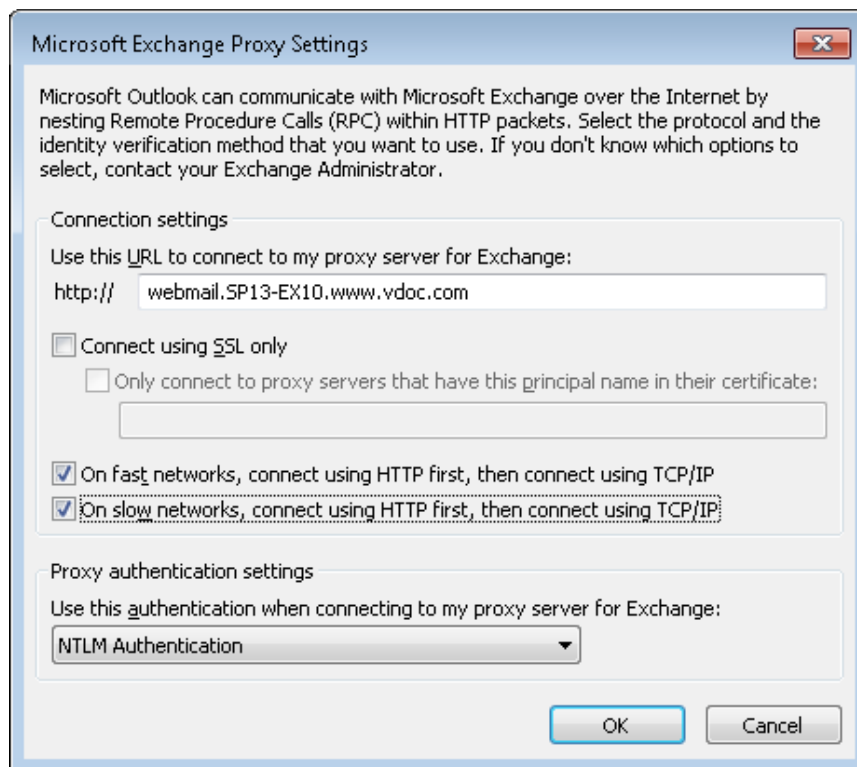 Microsoft Exchange Proxy Settings
Microsoft Outlook can communicate with Microsoft Exchange over the Internet by
nesting Remote Procedure Calls (RPC) within HTTP packets. Select the protocol and the
identity verification method that you want to use. If you don't know which options to
select, contact your Exchange Administrator.
Connection settings
Use this URL to connect to my proxy server for Exchange:
http:// webmail.SP13-EX10.www.vdoc.com
Connect using SSL only
Only connect to proxy servers that have this principal name in their certificate:
On fast networks, connect using HTTP first, then connect using TCP/IP
On slow networks, connect using HTTP first, then connect using TCP/IP
Proxy authentication settings
Use this authentication when connecting to my proxy server for Exchange:
NTLM Authentication
OK Cancel